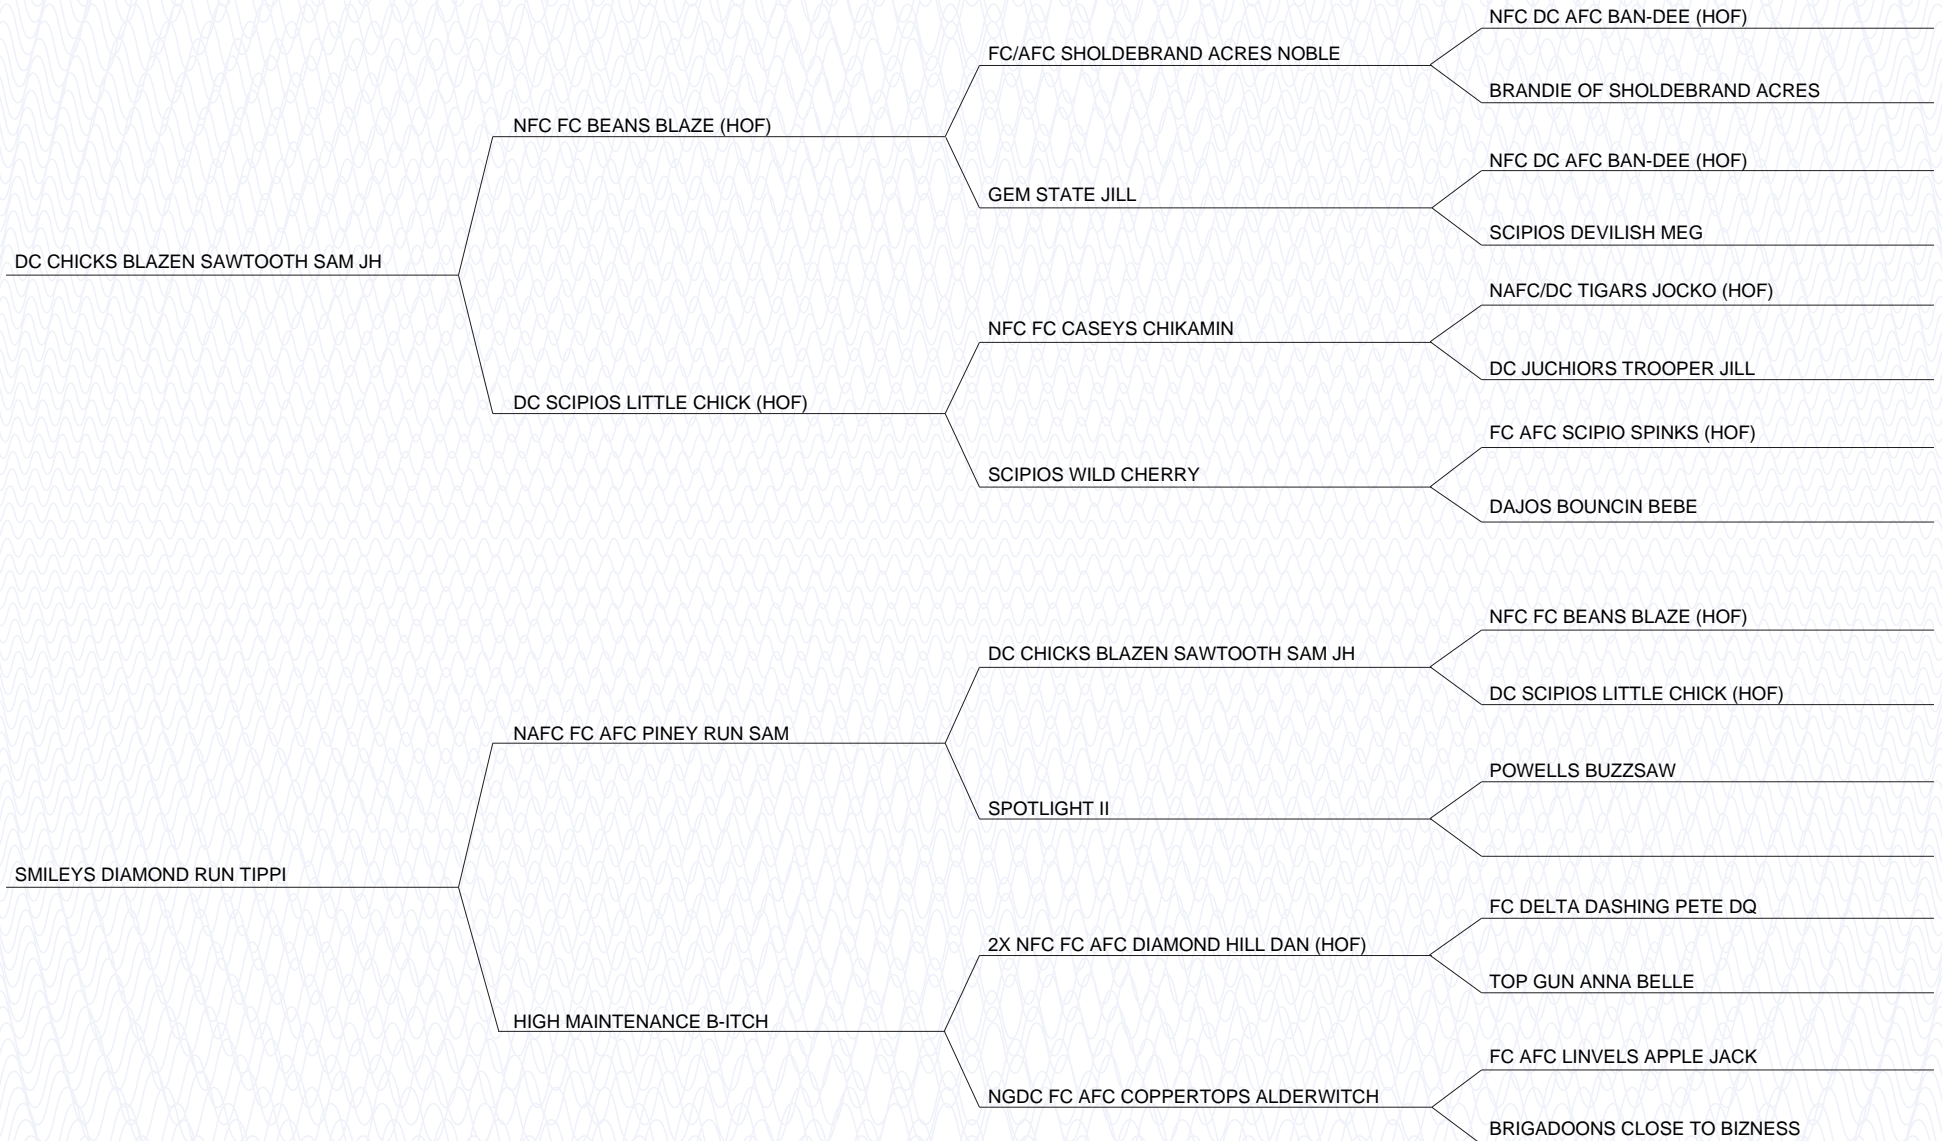 NFC DC AFC BAN-DEE (HOF)
FC/AFC SHOLDEBRAND ACRES NOBLE
BRANDIE OF SHOLDEBRAND ACRES
NFC FC BEANS BLAZE (HOF)
NFC DC AFC BAN-DEE (HOF)
GEM STATE JILL
SCIPIOS DEVILISH MEG
DC CHICKS BLAZEN SAWTOOTH SAM JH
NAFC/DC TIGARS JOCKO (HOF)
NFC FC CASEYS CHIKAMIN
DC JUCHIORS TROOPER JILL
DC SCIPIOS LITTLE CHICK (HOF)
FC AFC SCIPIO SPINKS (HOF)
SCIPIOS WILD CHERRY
DAJOS BOUNCIN BEBE
NFC FC BEANS BLAZE (HOF)
DC CHICKS BLAZEN SAWTOOTH SAM JH
DC SCIPIOS LITTLE CHICK (HOF)
NAFC FC AFC PINEY RUN SAM
POWELLS BUZZSAW
SPOTLIGHT II
SMILEYS DIAMOND RUN TIPPI
FC DELTA DASHING PETE DQ
2X NFC FC AFC DIAMOND HILL DAN (HOF)
TOP GUN ANNA BELLE
HIGH MAINTENANCE B-ITCH
FC AFC LINVELS APPLE JACK
NGDC FC AFC COPPERTOPS ALDERWITCH
BRIGADOONS CLOSE TO BIZNESS